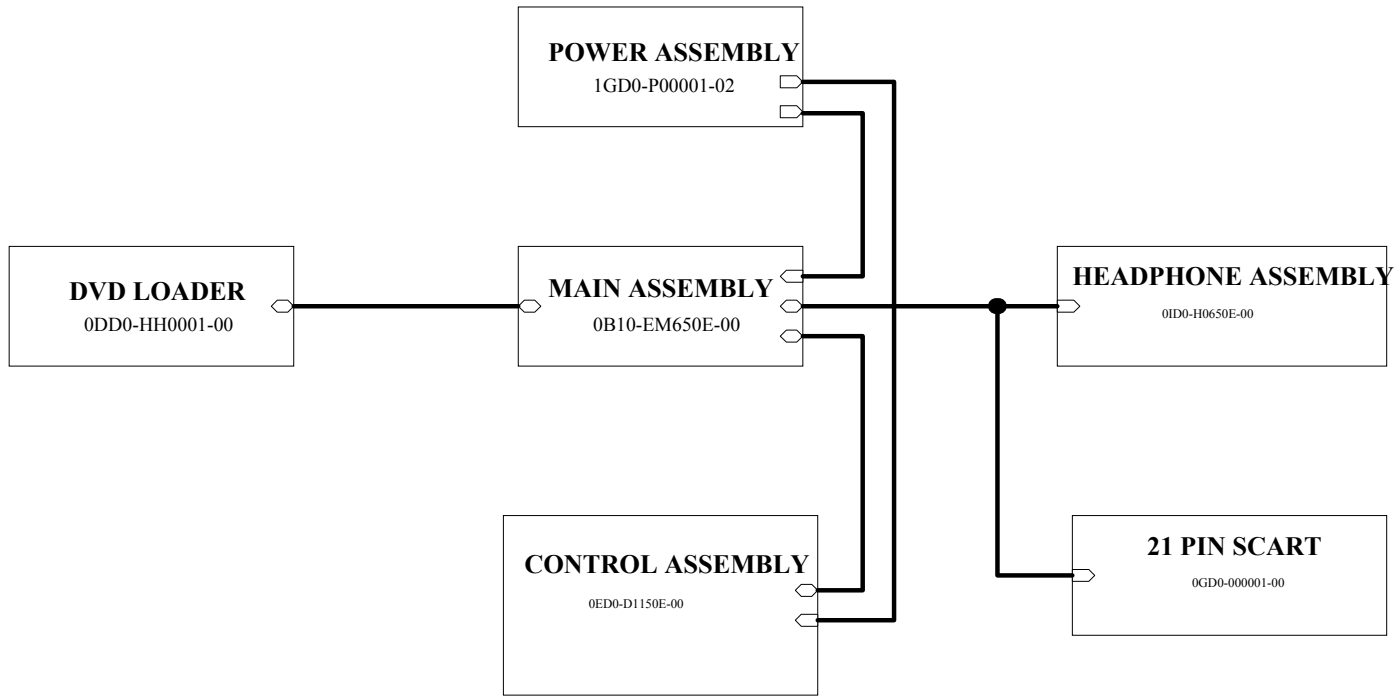 POWER ASSEMBLY
1GD0-P00001-02
DVD LOADER
0DD0-HH0001-00
MAIN ASSEMBLY
0B10-EM650E-00
HEADPHONE ASSEMBLY
0ID0-H0650E-00
CONTROL ASSEMBLY
0ED0-D1150E-00
21 PIN SCART
0GD0-000001-00